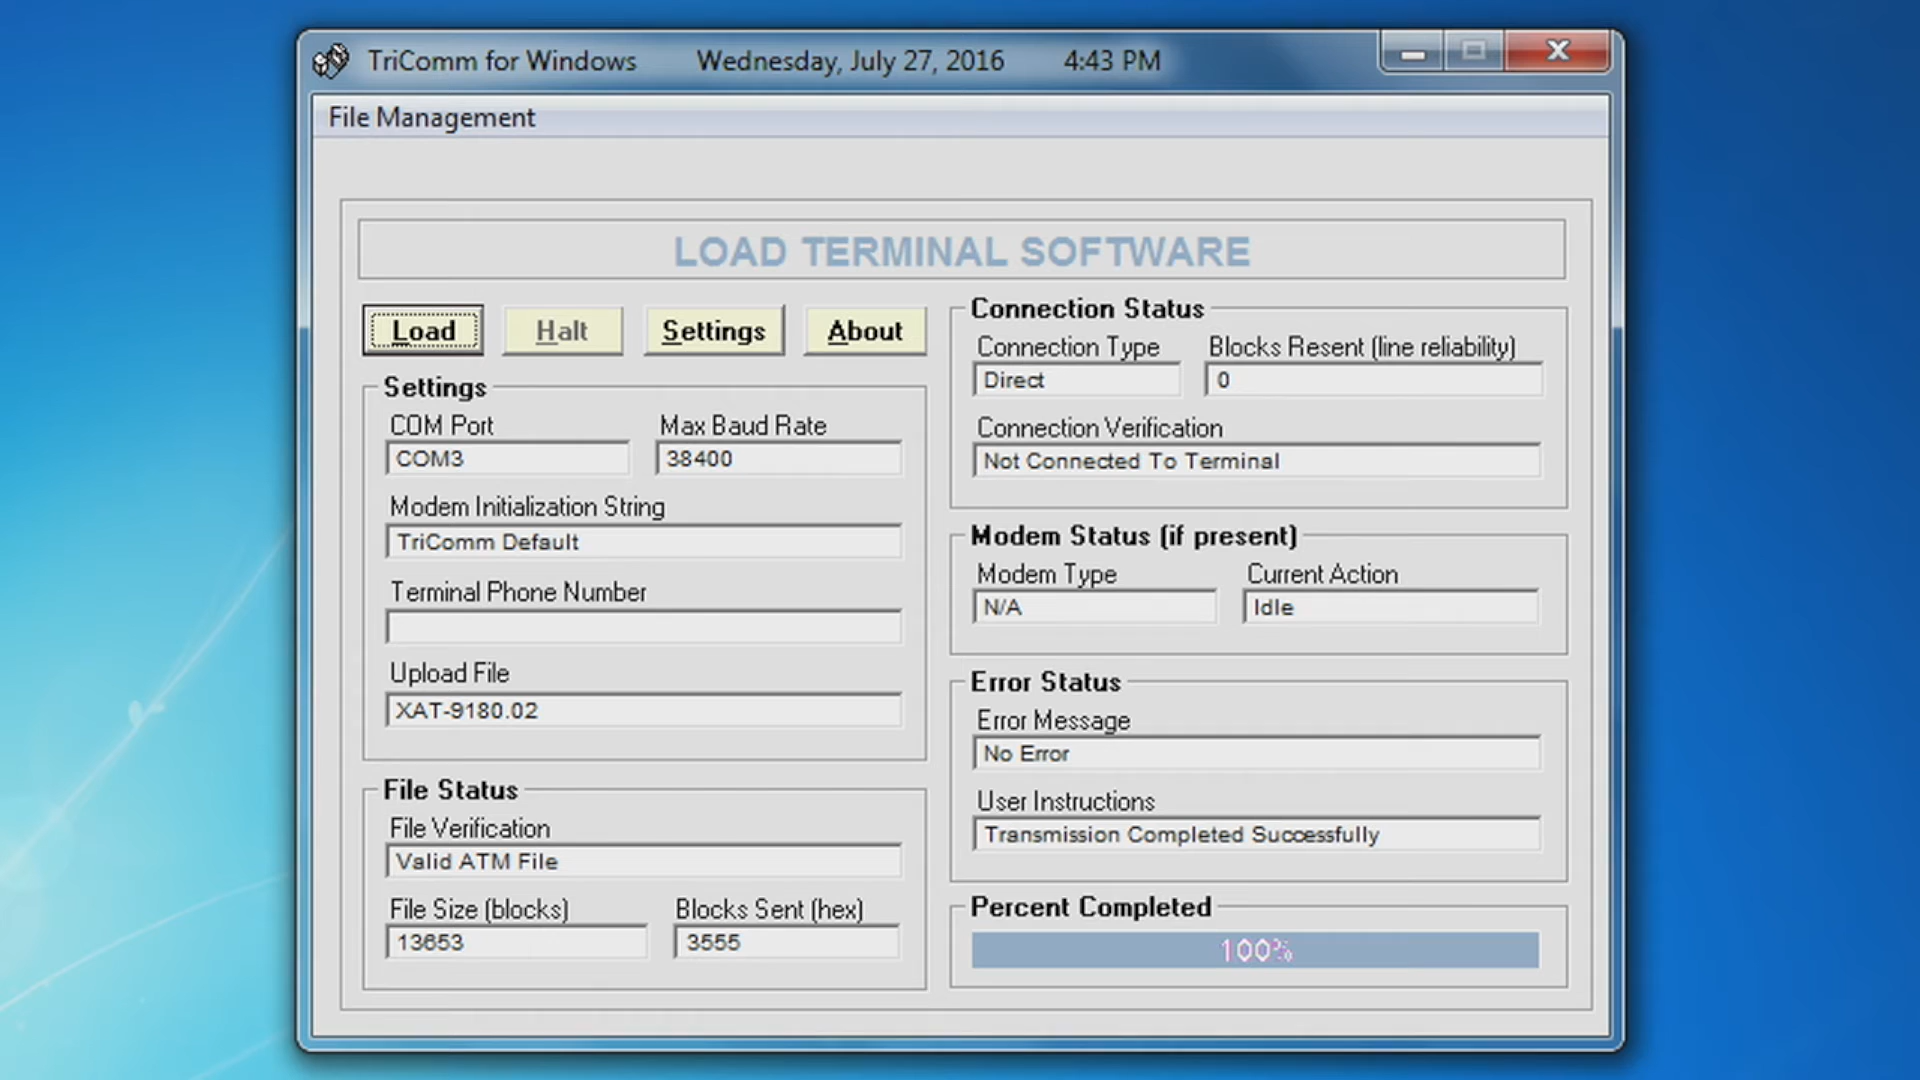 TriComm for Windows Wednesday, July 27, 2016 4:43 PM
File Management
LOAD TERMINAL SOFTWARE
Load Halt Settings About
Settings
COM Port Max Baud Rate
COM3 38400
Modem Initialization String
TriComm Default
Terminal Phone Number
Upload File
XAT-9180.02
File Status
File Verification
Valid ATM File
File Size (blocks) Blocks Sent (hex)
13653 3555
Connection Status
Connection Type Blocks Resent (line reliability)
Direct 0
Connection Verification
Not Connected To Terminal
Modem Status (if present)
Modem Type Current Action
N/A Idle
Error Status
Error Message
No Error
User Instructions
Transmission Completed Successfully
Percent Completed
100%